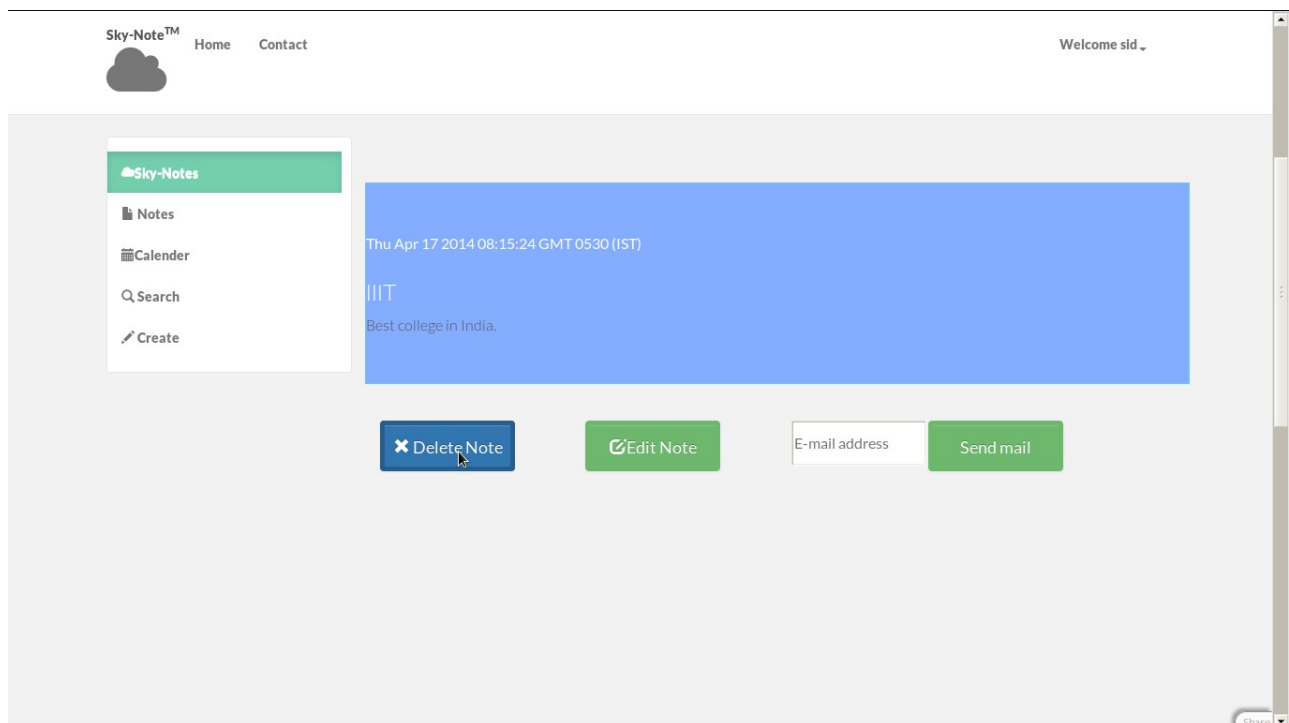 Sky-Note™
Home Contact Welcome sid
Sky-Notes
Notes
Calender
Search
Create
Thu Apr 17 2014 08:15:24 GMT 0530 (IST)
IIIT
Best college in India.
Delete Note Edit Note E-mail address Send mail
Share